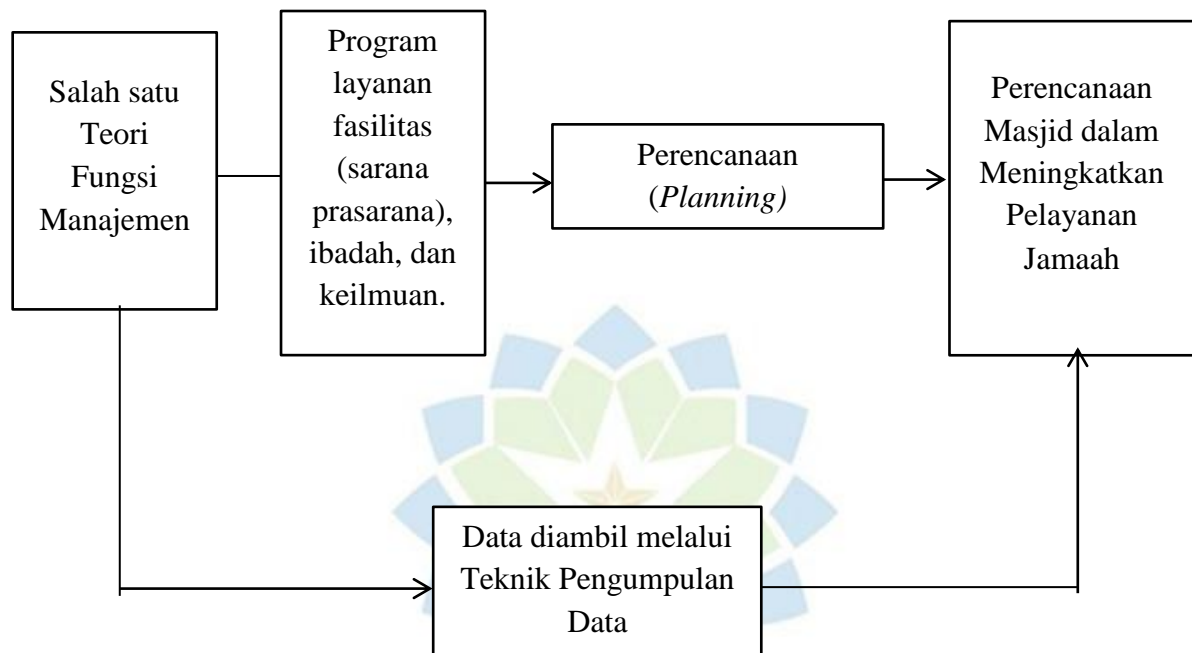 Salah satu
Teori
Fungsi
Manajemen
Program
layanan
fasilitas
(sarana
prasarana),
ibadah, dan
keilmuan.
Perencanaan
(Planning)
Perencanaan
Masjid dalam
Meningkatkan
Pelayanan
Jamaah
Data diambil melalui
Teknik Pengumpulan
Data